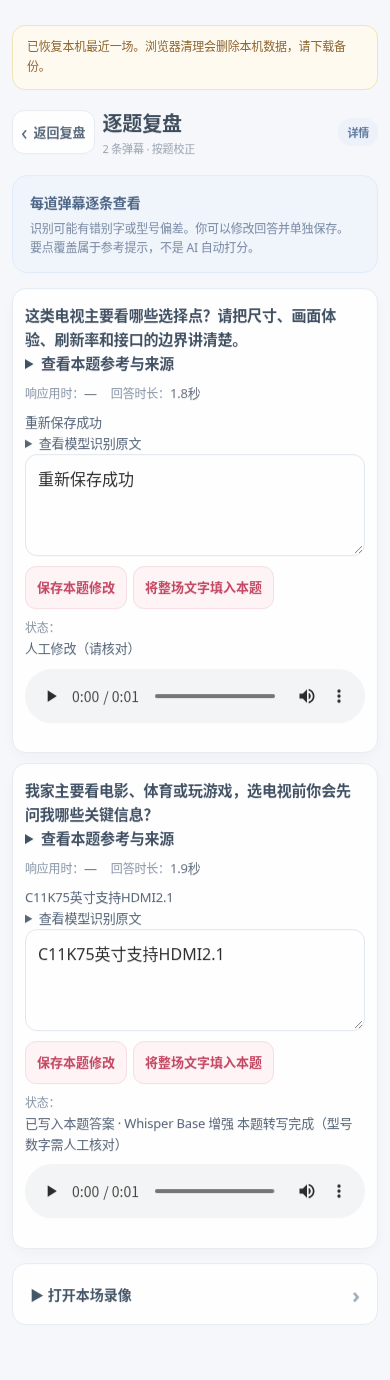 已恢复本机最近一场。浏览器清理会删除本机数据，请下载备
份。
‹ 返回复盘
逐题复盘
2 条弹幕 · 按题校正
详情
每道弹幕逐条查看
识别可能有错别字或型号偏差。你可以修改回答并单独保存。
要点覆盖属于参考提示，不是 AI 自动打分。
这类电视主要看哪些选择点？请把尺寸、画面体
验、刷新率和接口的边界讲清楚。
▶ 查看本题参考与来源
响应用时：— 回答时长：1.8秒
重新保存成功
▶ 查看模型识别原文
重新保存成功
保存本题修改 将整场文字填入本题
状态：
人工修改（请核对）
0:00 / 0:01
我家主要看电影、体育或玩游戏，选电视前你会先
问我哪些关键信息？
▶ 查看本题参考与来源
响应用时：— 回答时长：1.9秒
C11K75英寸支持HDMI2.1
▶ 查看模型识别原文
C11K75英寸支持HDMI2.1
保存本题修改 将整场文字填入本题
状态：
已写入本题答案 · Whisper Base 增强 本题转写完成（型号
数字需人工核对）
0:00 / 0:01
▶ 打开本场录像 ›